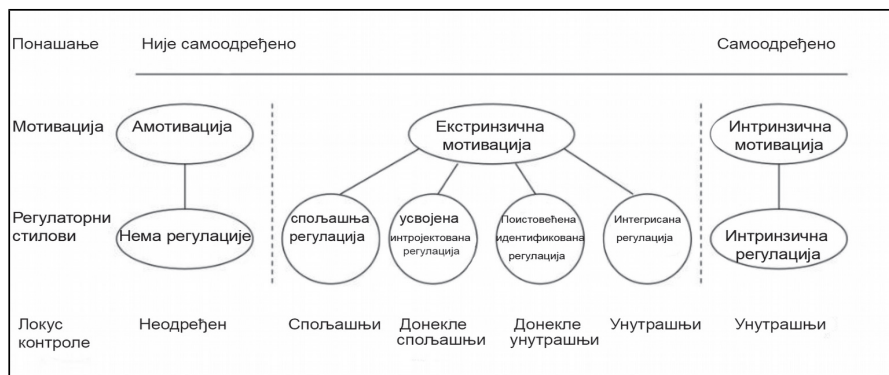 Понашање
Није самоодређено
Самоодређено
Мотивација
Амотивација
Екстринзична
мотивација
Интринзична
мотивација
Регулаторни
стилови
Нема регулације
спољашња
регулација
усвојена
интројектована
регулација
Поистовећена
идентификована
регулација
Интегрисана
регулација
Интринзична
регулација
Локус
контроле
Неодређен
Спољашњи
Донекле
спољашњи
Донекле
унутрашњи
Унутрашњи
Унутрашњи